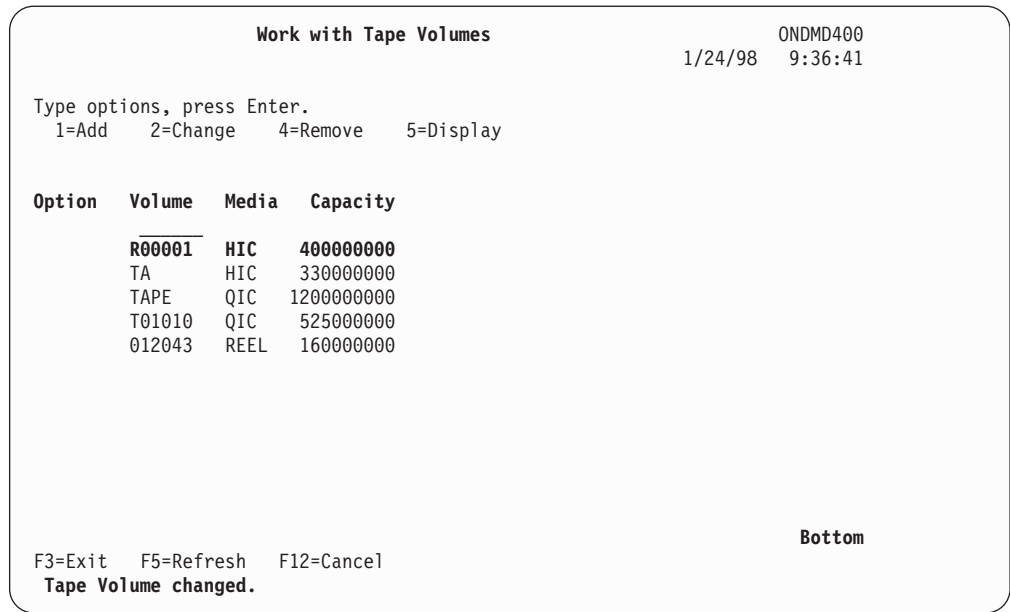 Work with Tape Volumes ONDMD400
1/24/98 9:36:41
Type options, press Enter.
1=Add 2=Change 4=Remove 5=Display
Option Volume Media Capacity
______
R00001 HIC 400000000
TA HIC 330000000
TAPE QIC 1200000000
T01010 QIC 525000000
012043 REEL 160000000
Bottom
F3=Exit F5=Refresh F12=Cancel
Tape Volume changed.